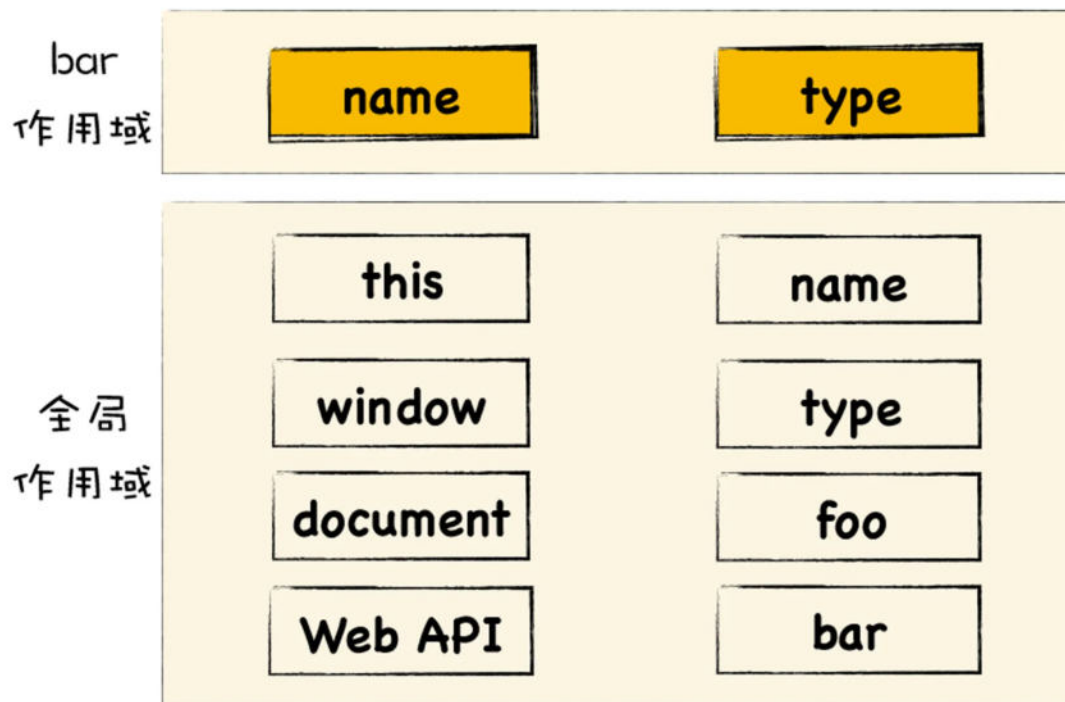 bar
作用域
name
type
全局
作用域
this
name
window
type
document
foo
Web API
bar